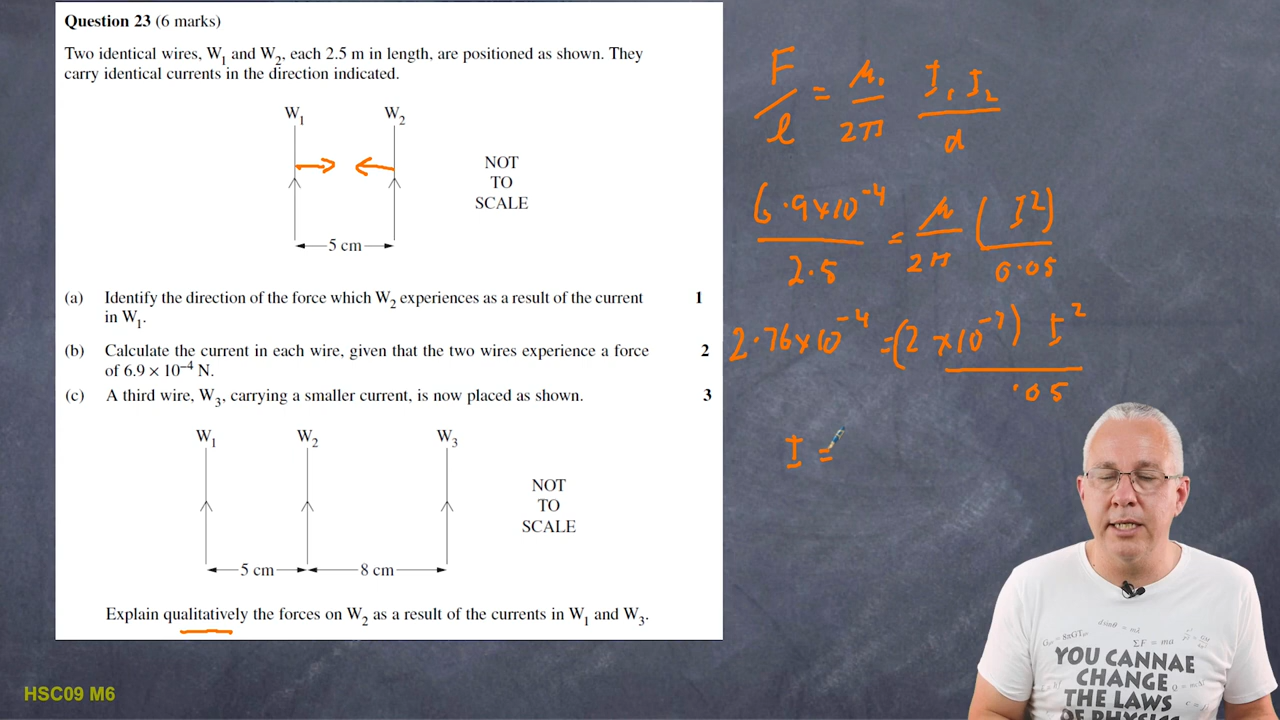 Question 23 (6 marks)
Two identical wires, W₁ and W₂, each 2.5 m in length, are positioned as shown. They
carry identical currents in the direction indicated.
W₁ W₂
NOT
TO
SCALE
5 cm
(a) Identify the direction of the force which W₂ experiences as a result of the current 1
in W₁.
(b) Calculate the current in each wire, given that the two wires experience a force 2
of 6.9 × 10⁻⁴ N.
(c) A third wire, W₃, carrying a smaller current, is now placed as shown. 3
W₁ W₂ W₃
NOT
TO
SCALE
5 cm 8 cm
Explain qualitatively the forces on W₂ as a result of the currents in W₁ and W₃.
HSC09 M6
F/l = μ₀/2π I₁I₂/d
6.9×10⁻⁴/2.5 = μ/2π (I²)/0.05
2.76×10⁻⁴ = (2×10⁻⁷) I²/.05
I =
ΣF = ma
YOU CANNAE
CHANGE
THE LAWS
OF PHYSICS